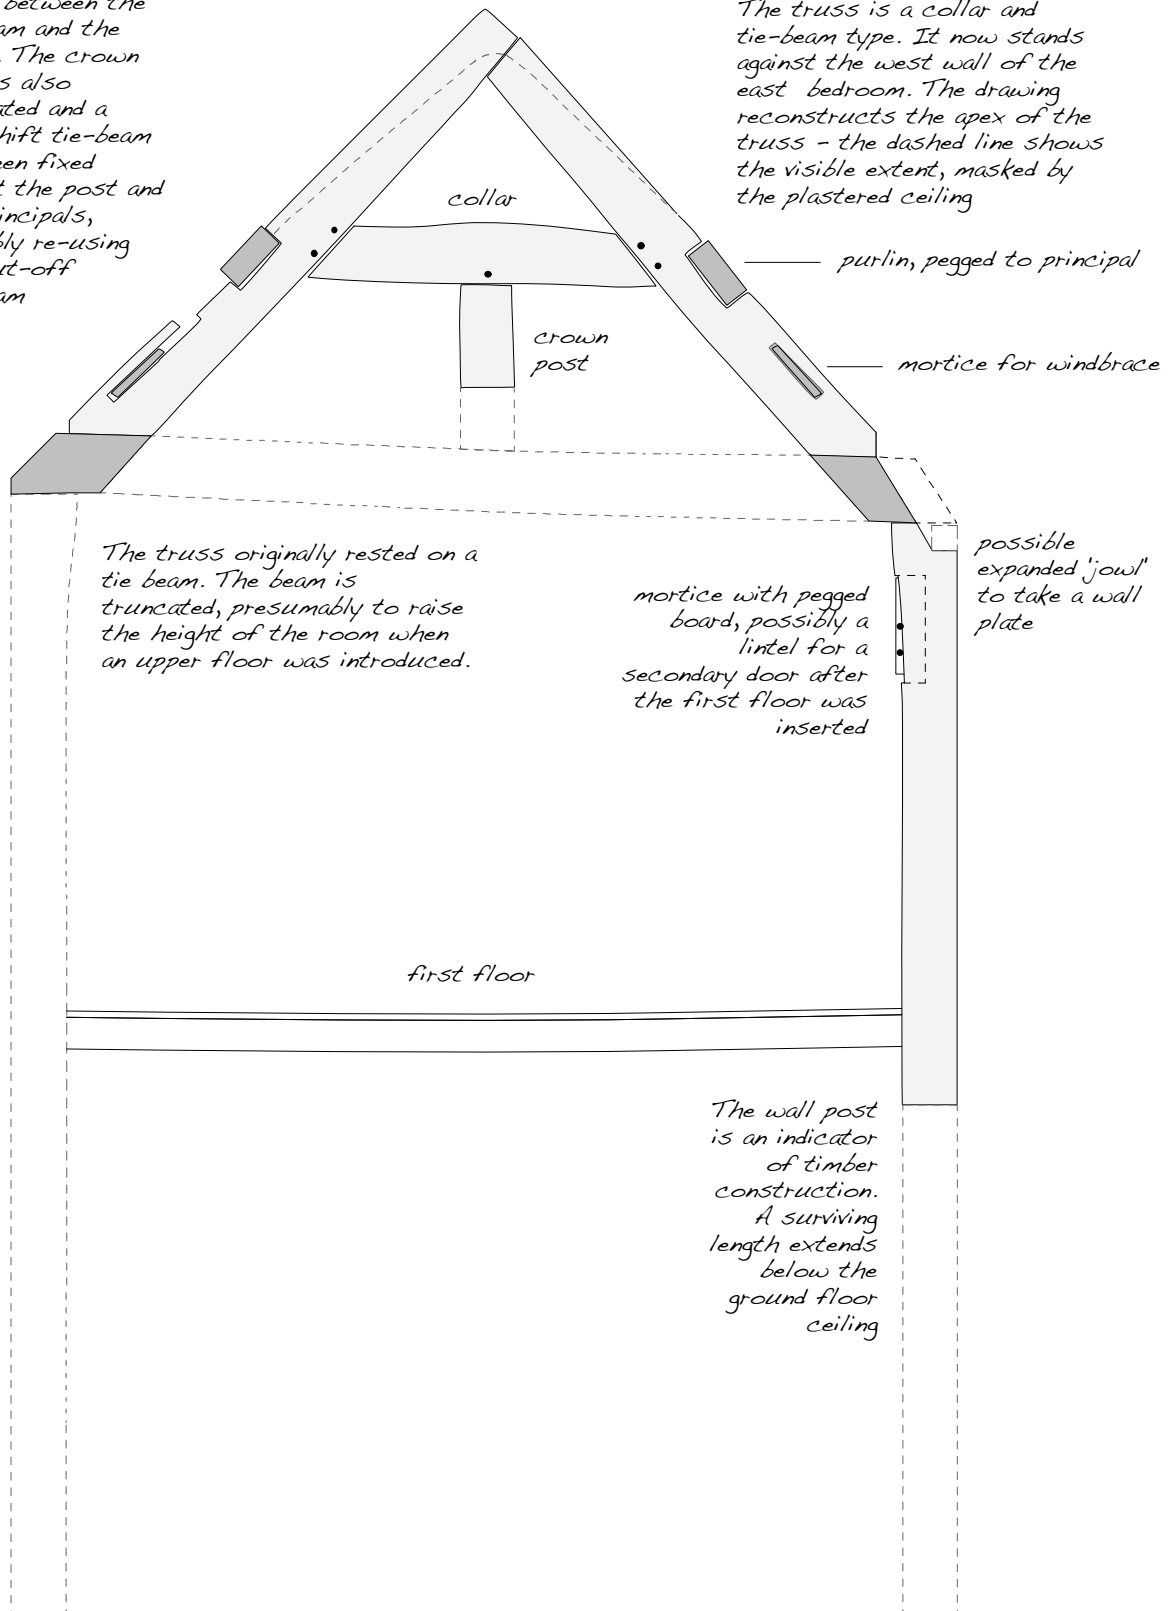 between the
am and the
. The crown
s also
ated and a
hift tie-beam
een fixed
t the post and
incipals,
bly re-using
ut-off
am
The truss is a collar and
tie-beam type. It now stands
against the west wall of the
east bedroom. The drawing
reconstructs the apex of the
truss - the dashed line shows
the visible extent, masked by
the plastered ceiling
collar
purlin, pegged to principal
crown
post
mortice for windbrace
The truss originally rested on a
tie beam. The beam is
truncated, presumably to raise
the height of the room when
an upper floor was introduced.
mortice with pegged
board, possibly a
lintel for a
secondary door after
the first floor was
inserted
possible
expanded 'jowl'
to take a wall
plate
first floor
The wall post
is an indicator
of timber
construction.
A surviving
length extends
below the
ground floor
ceiling